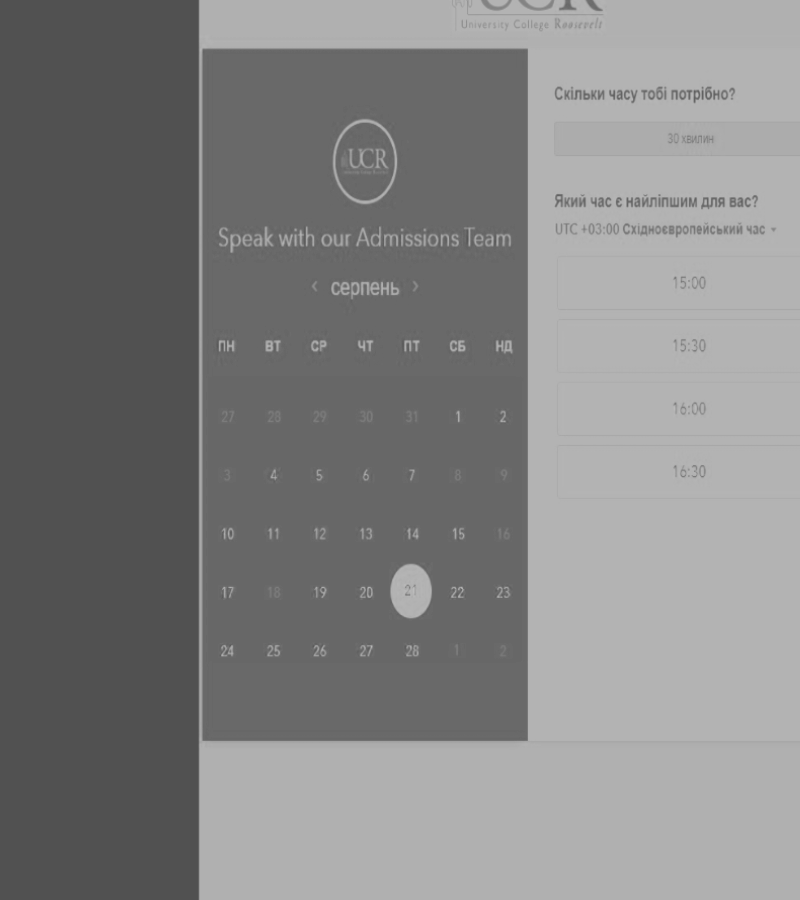 UCR
University College Roosevelt
UCR
Speak with our Admissions Team
‹ серпень ›
ПН ВТ СР ЧТ ПТ СБ НД
27 28 29 30 31 1 2
3 4 5 6 7 8 9
10 11 12 13 14 15 16
17 18 19 20 21 22 23
24 25 26 27 28 1 2
Скільки часу тобі потрібно?
30 хвилин
Який час є найліпшим для вас?
UTC +03:00 Східноєвропейський час
15:00
15:30
16:00
16:30